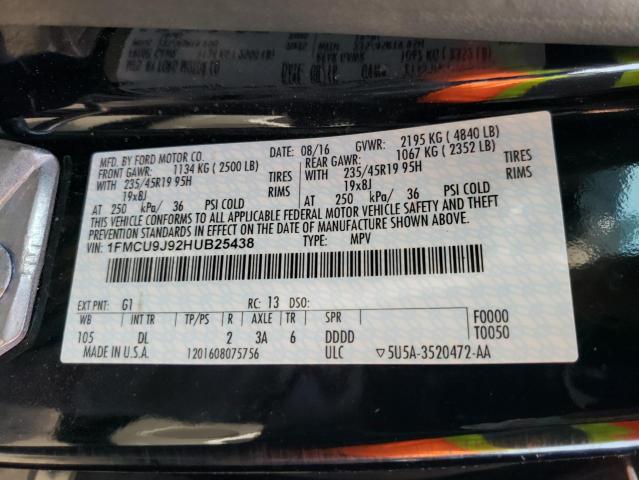 MFD. BY FORD MOTOR CO.
DATE: 08/16 GVWR: 2195 KG ( 4840 LB)
FRONT GAWR: 1134 KG ( 2500 LB) REAR GAWR: 1067 KG ( 2352 LB)
WITH 235/45R19 95H TIRES WITH 235/45R19 95H TIRES
19x8J RIMS 19x8J RIMS
AT 250 kPa/ 36 PSI COLD AT 250 kPa/ 36 PSI COLD
THIS VEHICLE CONFORMS TO ALL APPLICABLE FEDERAL MOTOR VEHICLE SAFETY AND THEFT
PREVENTION STANDARDS IN EFFECT ON THE DATE OF MANUFACTURE SHOWN ABOVE.
VIN: 1FMCU9J92HUB25438 TYPE: MPV
EXT PNT: G1 RC: 13 DSO: F0000
WB INT TR TP/PS R AXLE TR SPR T0050
105 DL 2 3A 6 DDDD
MADE IN U.S.A. 1201608075756 ULC ▽5U5A-3520472-AA